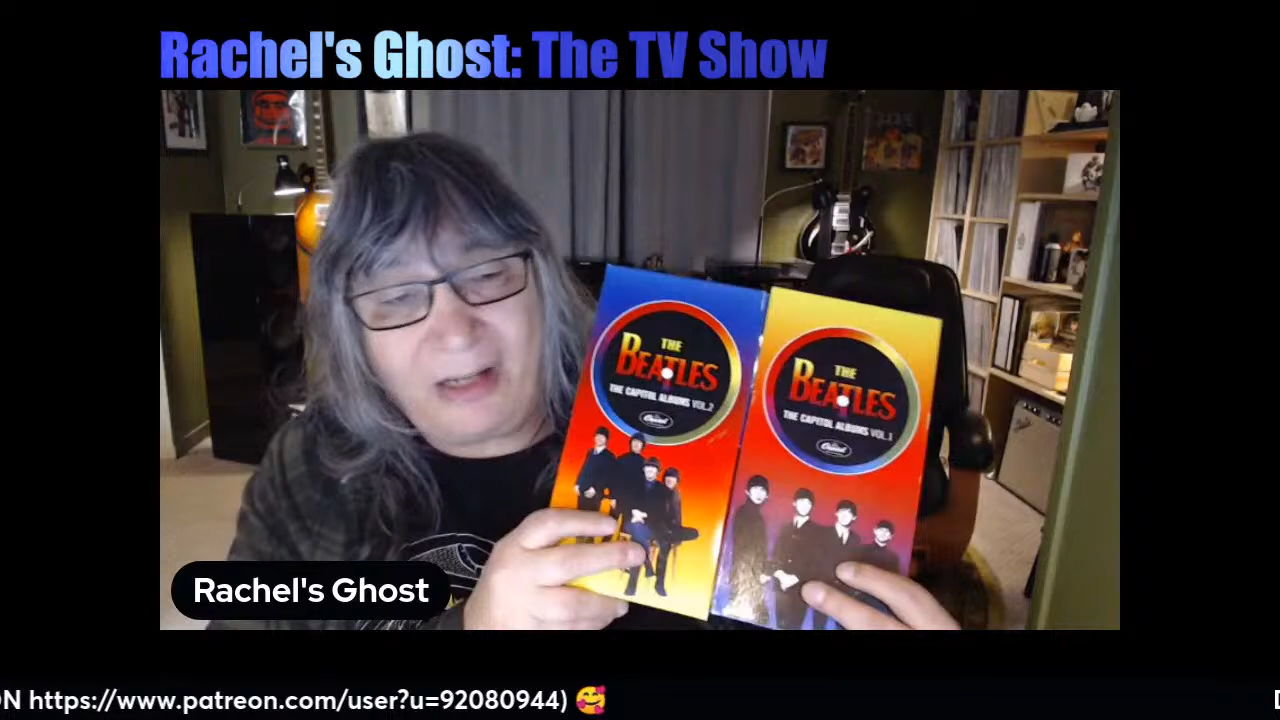 Rachel's Ghost: The TV Show
THE
BEATLES
THE CAPITOL ALBUMS VOL.2
Capitol
THE
BEATLES
THE CAPITOL ALBUMS VOL.1
Capitol
Rachel's Ghost
ON https://www.patreon.com/user?u=92080944) 🥰